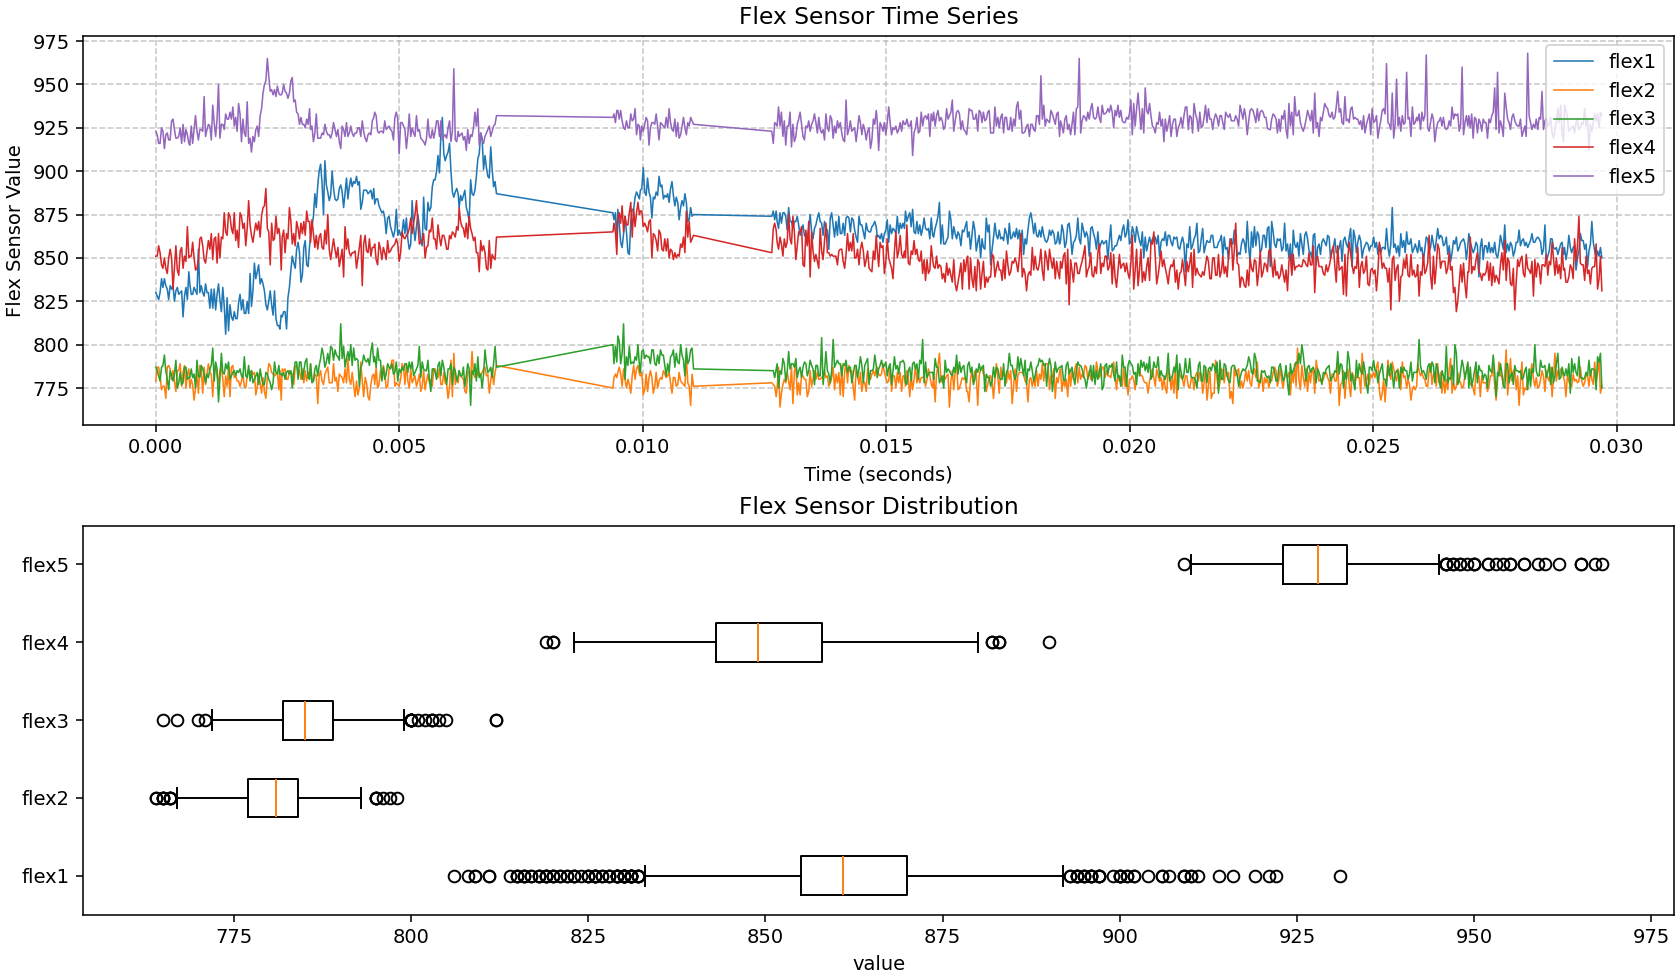 Flex Sensor Time Series
Flex Sensor Value
975
950
925
900
875
850
825
800
775
flex1
flex2
flex3
flex4
flex5
0.000 0.005 0.010 0.015 0.020 0.025 0.030
Time (seconds)
Flex Sensor Distribution
flex5
flex4
flex3
flex2
flex1
775 800 825 850 875 900 925 950 975
value